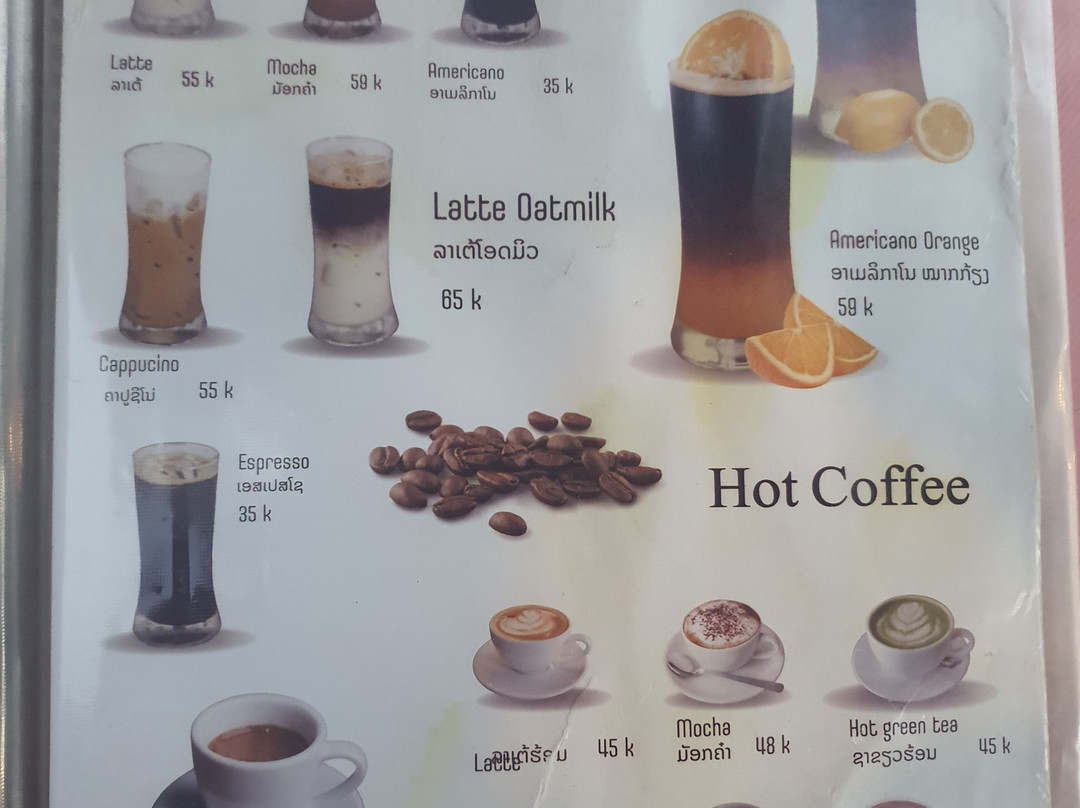 Latte
ລາເຕ້
55 k
Mocha
ມັອກຄ໋າ
59 k
Americano
ອາເມລິກາໂນ
35 k
Latte Oatmilk
ລາເຕ້ໂອດມິວ
65 k
Americano Orange
ອາເມລິກາໂນ ໝາກກ້ຽງ
59 k
Cappucino
ຄາປູຊິໂນ່
55 k
Espresso
ເອສເປສໂຊ
35 k
Hot Coffee
Latte
ລາເຕ້ຮ້ອນ
45 k
Mocha
ມັອກຄ໋າ
48 k
Hot green tea
ຊາຂຽວຮ້ອນ
45 k